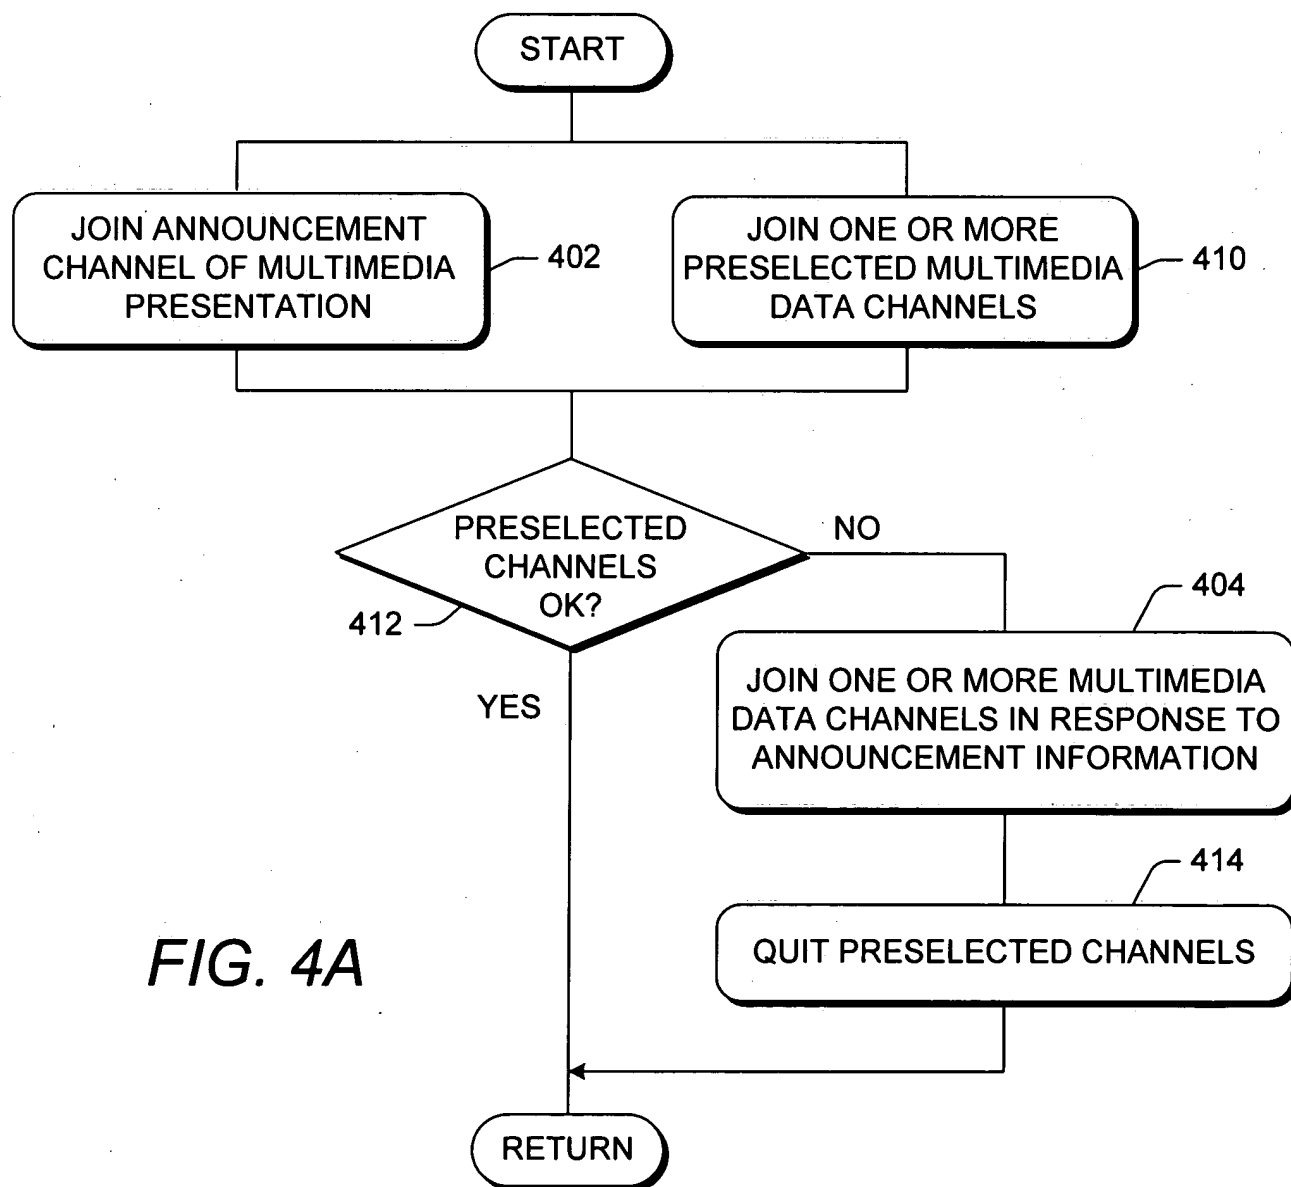 START
JOIN ANNOUNCEMENT
CHANNEL OF MULTIMEDIA
PRESENTATION
402
JOIN ONE OR MORE
PRESELECTED MULTIMEDIA
DATA CHANNELS
410
PRESELECTED
CHANNELS
OK?
412
NO
YES
404
JOIN ONE OR MORE MULTIMEDIA
DATA CHANNELS IN RESPONSE TO
ANNOUNCEMENT INFORMATION
414
QUIT PRESELECTED CHANNELS
FIG. 4A
RETURN